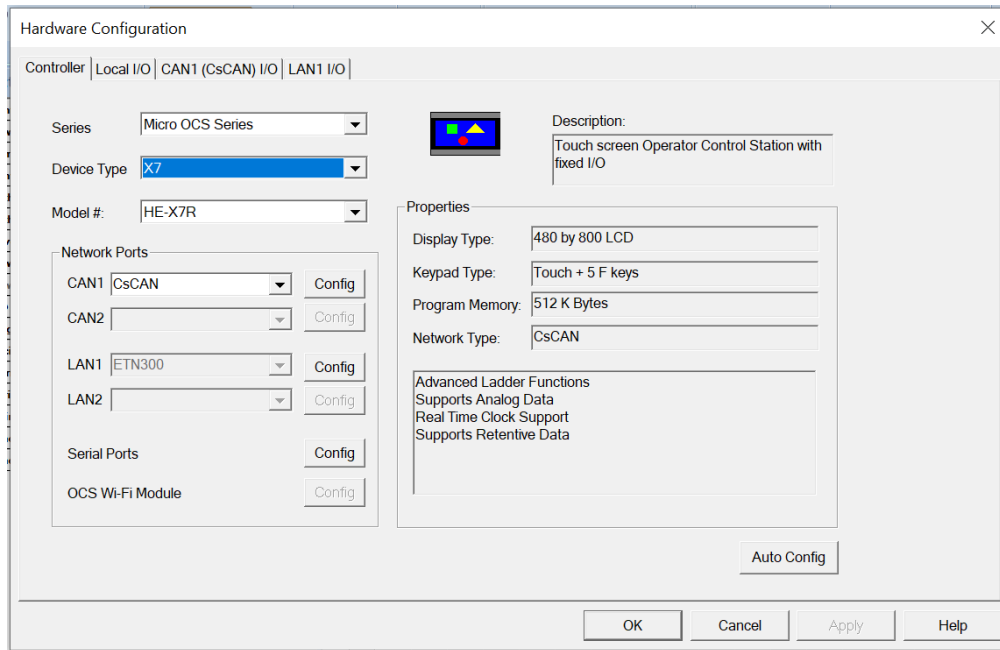 Hardware Configuration
Controller
Local I/O
CAN1 (CsCAN) I/O
LAN1 I/O
Series
Micro OCS Series
Device Type
X7
Model #:
HE-X7R
Description:
Touch screen Operator Control Station with
fixed I/O
Network Ports
CAN1
CsCAN
Config
CAN2
Config
LAN1
ETN300
Config
LAN2
Config
Serial Ports
Config
OCS Wi-Fi Module
Config
Properties
Display Type:
480 by 800 LCD
Keypad Type:
Touch + 5 F keys
Program Memory:
512 K Bytes
Network Type:
CsCAN
Advanced Ladder Functions
Supports Analog Data
Real Time Clock Support
Supports Retentive Data
Auto Config
OK
Cancel
Apply
Help